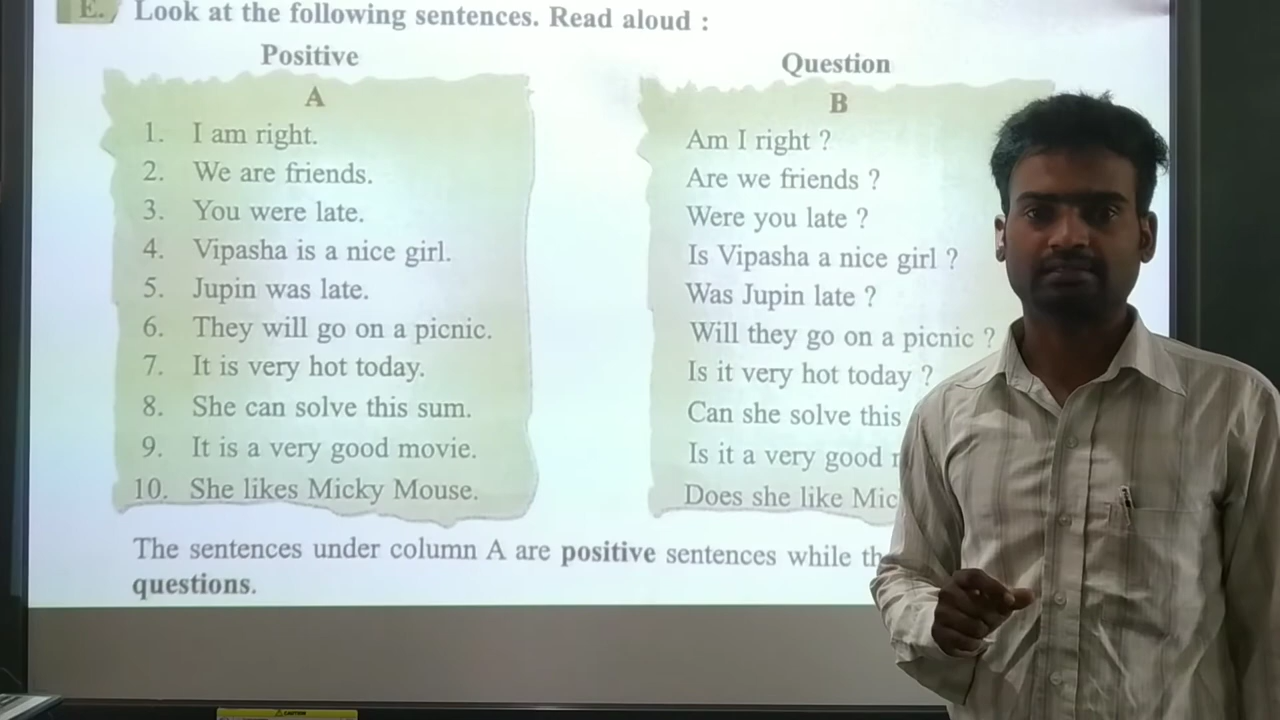 E. Look at the following sentences. Read aloud :
Positive
A
1. I am right.
2. We are friends.
3. You were late.
4. Vipasha is a nice girl.
5. Jupin was late.
6. They will go on a picnic.
7. It is very hot today.
8. She can solve this sum.
9. It is a very good movie.
10. She likes Micky Mouse.
Question
B
Am I right ?
Are we friends ?
Were you late ?
Is Vipasha a nice girl ?
Was Jupin late ?
Will they go on a picnic ?
Is it very hot today ?
Can she solve this
Is it a very good
Does she like
The sentences under column A are positive sentences while
questions.
CAUTION